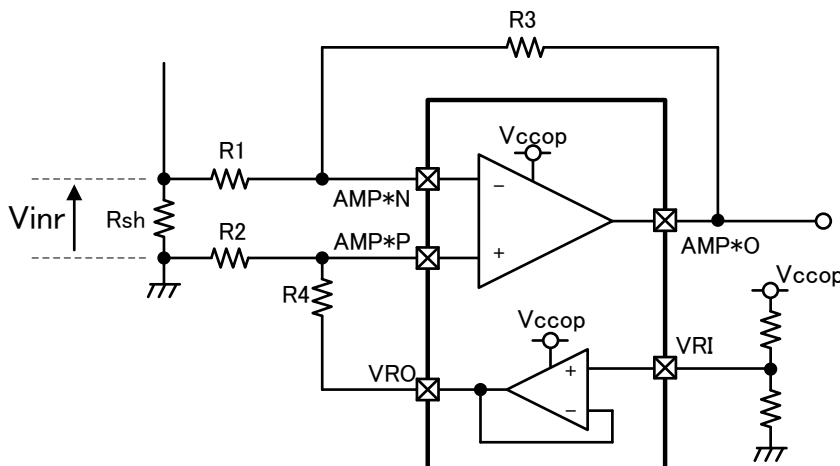 R3
Vccop
R1
AMP*N
−
Vinr
Rsh
R2
AMP*P
+
AMP*O
R4
Vccop
Vccop
VRI
VRO
+
−